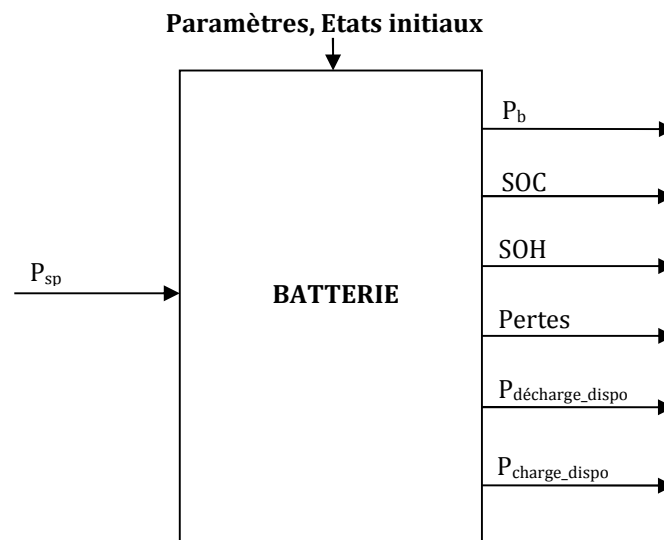 Paramètres, Etats initiaux
P_b
SOC
SOH
P_sp
BATTERIE
Pertes
P_décharge_dispo
P_charge_dispo